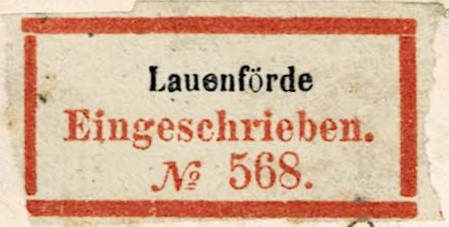 Lauenförde
Eingeschrieben.
№ 568.